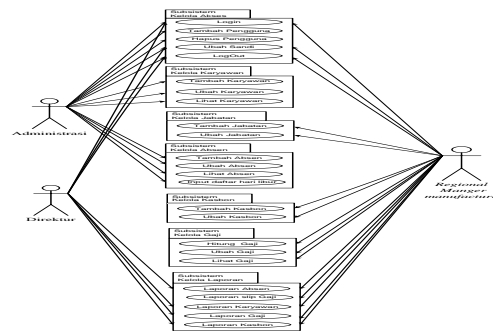 Subsistem
Kelola Akses
Login
Tambah Pengguna
Hapus Pengguna
Ubah Sandi
LogOut
Subsistem
Kelola Karyawan
Tambah Karyawan
Ubah Karyawan
Lihat Karyawan
Subsistem
Kelola Jabatan
Tambah Jabatan
Ubah Jabatan
Subsistem
Kelola Absen
Tambah Absen
Ubah Absen
Lihat Absen
Input daftar hari libur
Subsistem
Kelola Kasbon
Tambah Kasbon
Ubah Kasbon
Subsistem
Kelola Gaji
Hitung Gaji
Ubah Gaji
Lihat Gaji
Subsistem
Kelola Laporan
Laporan Absen
Laporan slip Gaji
Laporan Karyawan
Laporan Gaji
Laporan Kasbon
Administrasi
Direktur
Regional
Manger
manufacture